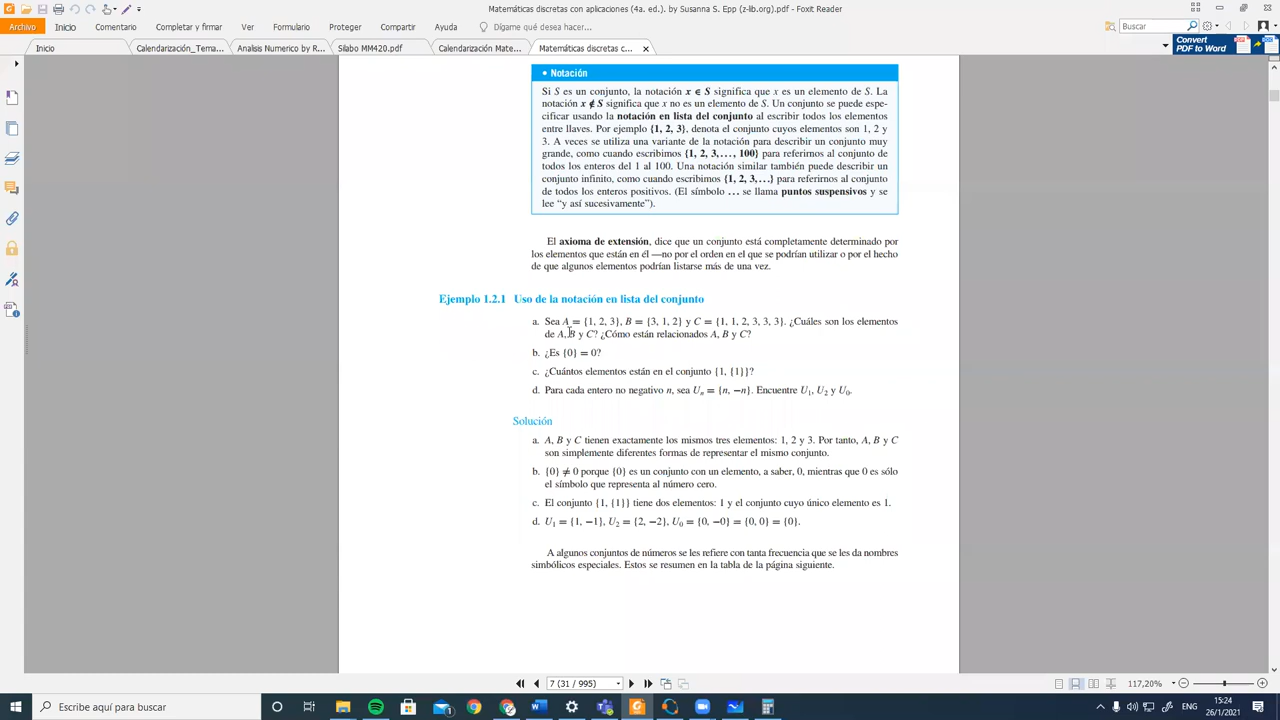 Matemáticas discretas con aplicaciones (4a. ed.). by Susanna S. Epp (z-lib.org).pdf - Foxit Reader
Archivo Inicio Comentario Completar y firmar Ver Formulario Proteger Compartir Ayuda Dígame qué desea hacer... Buscar
Inicio Calendarización_Tema... Analisis Numerico by R... Sílabo MM420.pdf Calendarización Mate... Matemáticas discretas c...
Convert
PDF to Word
• Notación
Si S es un conjunto, la notación x ∈ S significa que x es un elemento de S. La
notación x ∉ S significa que x no es un elemento de S. Un conjunto se puede espe-
cificar usando la notación en lista del conjunto al escribir todos los elementos
entre llaves. Por ejemplo {1, 2, 3}, denota el conjunto cuyos elementos son 1, 2 y
3. A veces se utiliza una variante de la notación para describir un conjunto muy
grande, como cuando escribimos {1, 2, 3,..., 100} para referirnos al conjunto de
todos los enteros del 1 al 100. Una notación similar también puede describir un
conjunto infinito, como cuando escribimos {1, 2, 3,...} para referirnos al conjunto
de todos los enteros positivos. (El símbolo ... se llama puntos suspensivos y se
lee “y así sucesivamente”).
El axioma de extensión, dice que un conjunto está completamente determinado por
los elementos que están en él —no por el orden en el que se podrían utilizar o por el hecho
de que algunos elementos podrían listarse más de una vez.
Ejemplo 1.2.1 Uso de la notación en lista del conjunto
a. Sea A = {1, 2, 3}, B = {3, 1, 2} y C = {1, 1, 2, 3, 3, 3}. ¿Cuáles son los elementos
de A, B y C? ¿Cómo están relacionados A, B y C?
b. ¿Es {0} = 0?
c. ¿Cuántos elementos están en el conjunto {1, {1}}?
d. Para cada entero no negativo n, sea Uₙ = {n, −n}. Encuentre U₁, U₂ y U₀.
Solución
a. A, B y C tienen exactamente los mismos tres elementos: 1, 2 y 3. Por tanto, A, B y C
son simplemente diferentes formas de representar el mismo conjunto.
b. {0} ≠ 0 porque {0} es un conjunto con un elemento, a saber, 0, mientras que 0 es sólo
el símbolo que representa al número cero.
c. El conjunto {1, {1}} tiene dos elementos: 1 y el conjunto cuyo único elemento es 1.
d. U₁ = {1, −1}, U₂ = {2, −2}, U₀ = {0, −0} = {0, 0} = {0}.
A algunos conjuntos de números se les refiere con tanta frecuencia que se les da nombres
simbólicos especiales. Estos se resumen en la tabla de la página siguiente.
7 (31 / 995) 117,20%
Escribe aquí para buscar
ENG
15:24
26/1/2021